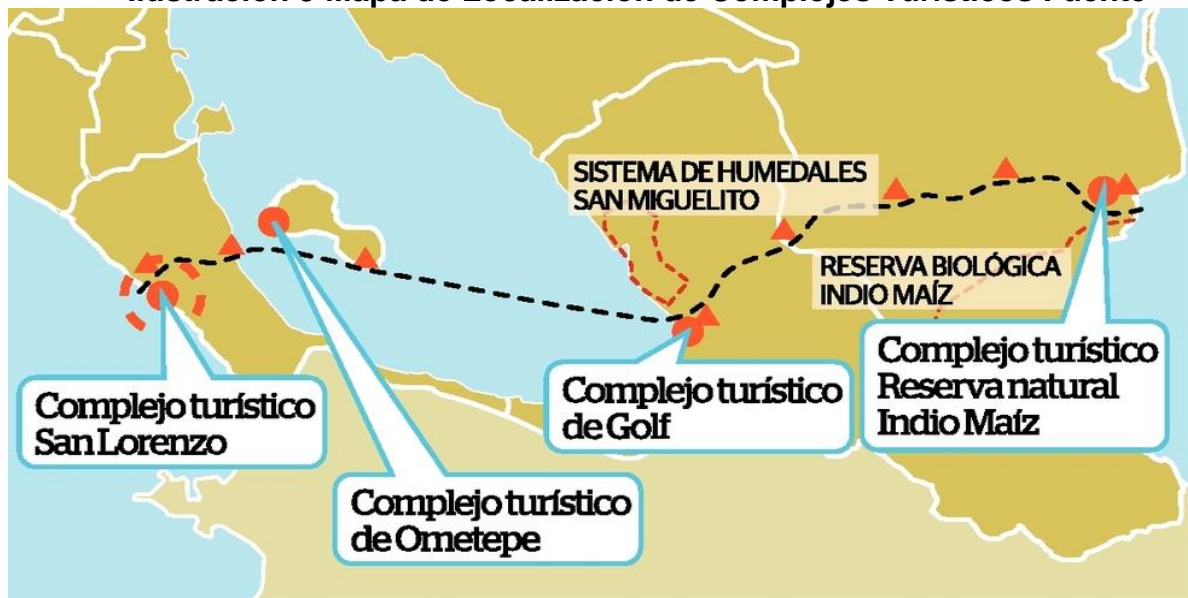 SISTEMA DE HUMEDALES
SAN MIGUELITO
RESERVA BIOLÓGICA
INDIO MAÍZ
Complejo turístico
San Lorenzo
Complejo turístico
de Ometepe
Complejo turístico
de Golf
Complejo turístico
Reserva natural
Indio Maíz